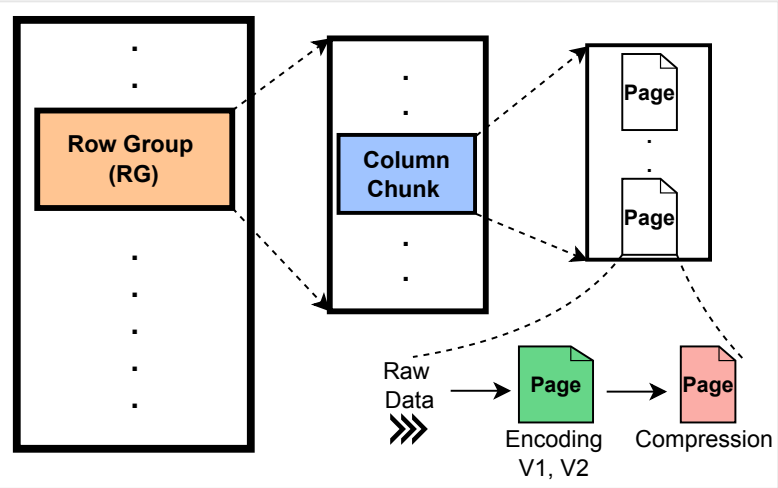 Row Group
(RG)
Column
Chunk
Page
Page
Raw
Data
Page
Encoding
V1, V2
Page
Compression